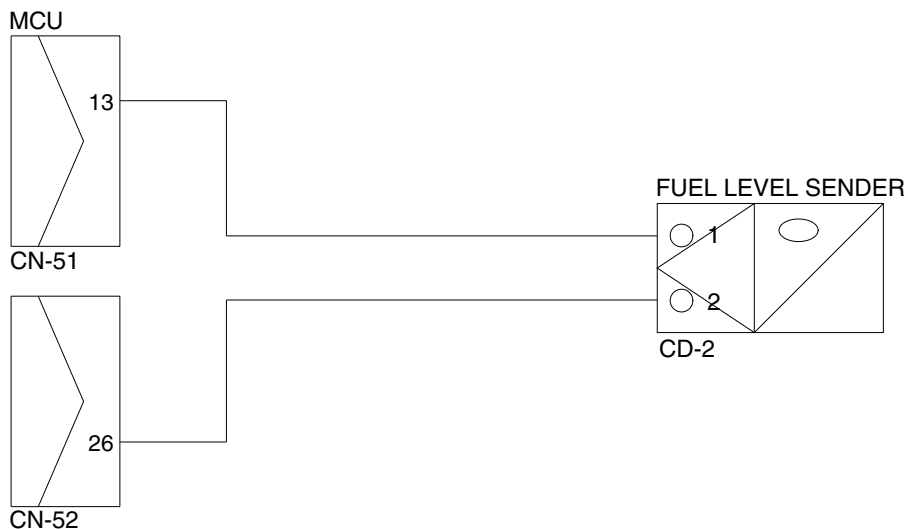 MCU
13
CN-51
FUEL LEVEL SENDER
1
2
CD-2
26
CN-52